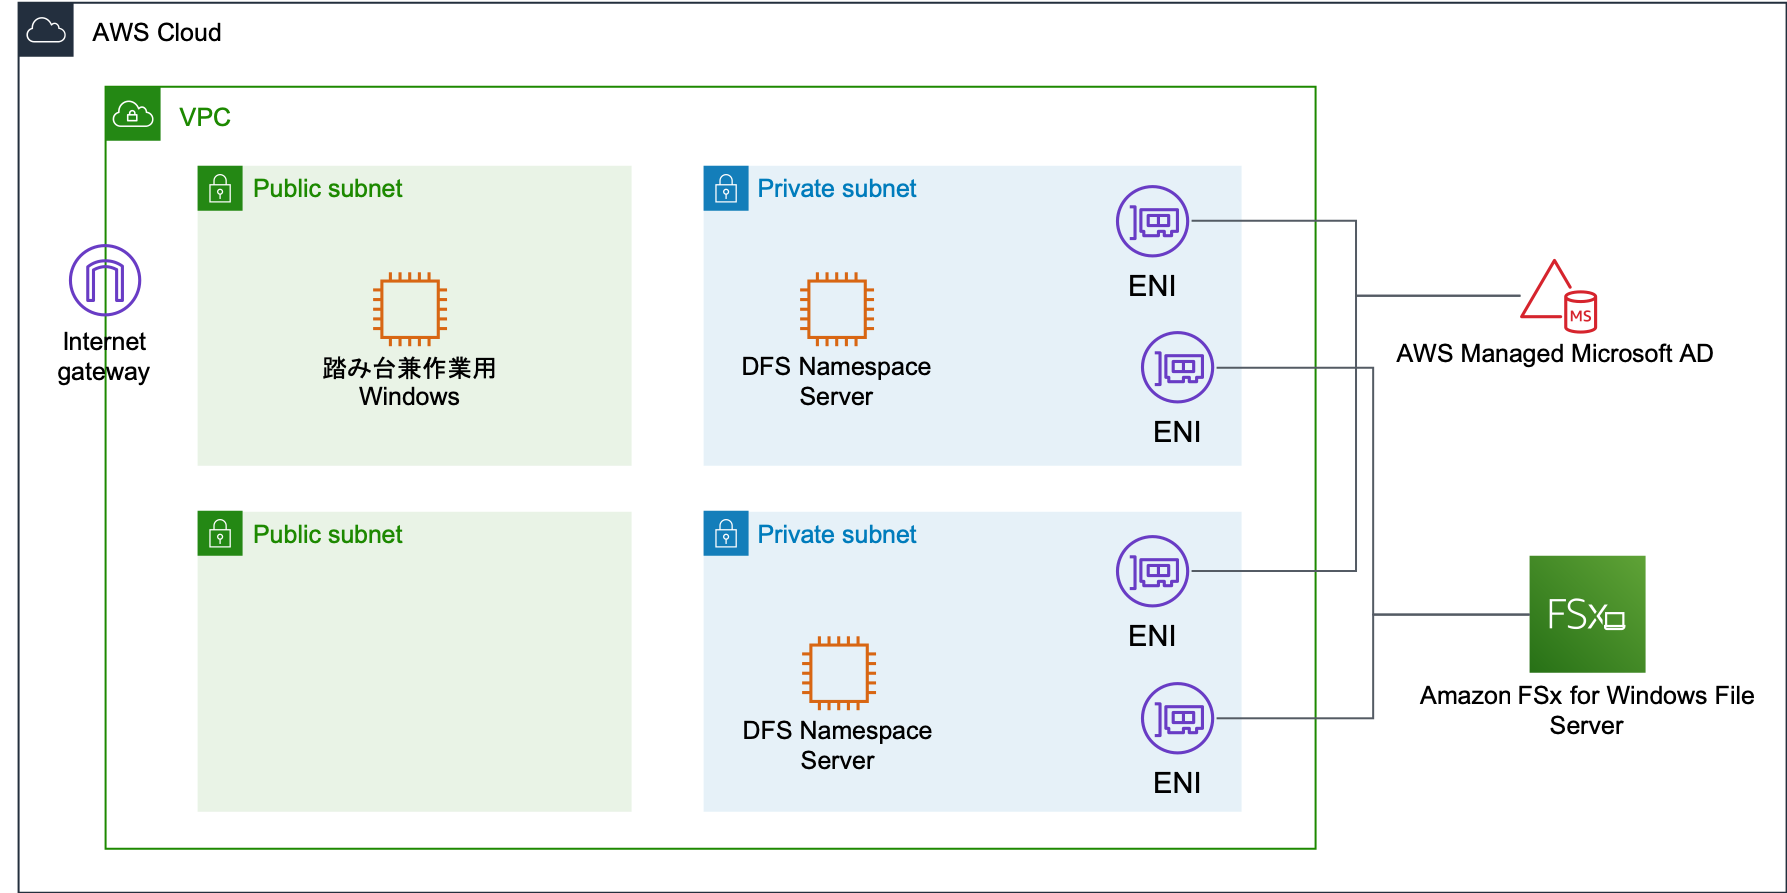 AWS Cloud
VPC
Public subnet
Private subnet
ENI
Internet
gateway
踏み台兼作業用
Windows
DFS Namespace
Server
ENI
MS
AWS Managed Microsoft AD
Public subnet
Private subnet
ENI
DFS Namespace
Server
ENI
FSx
Amazon FSx for Windows File
Server